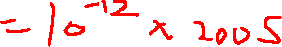 = 10⁻¹² × 2005